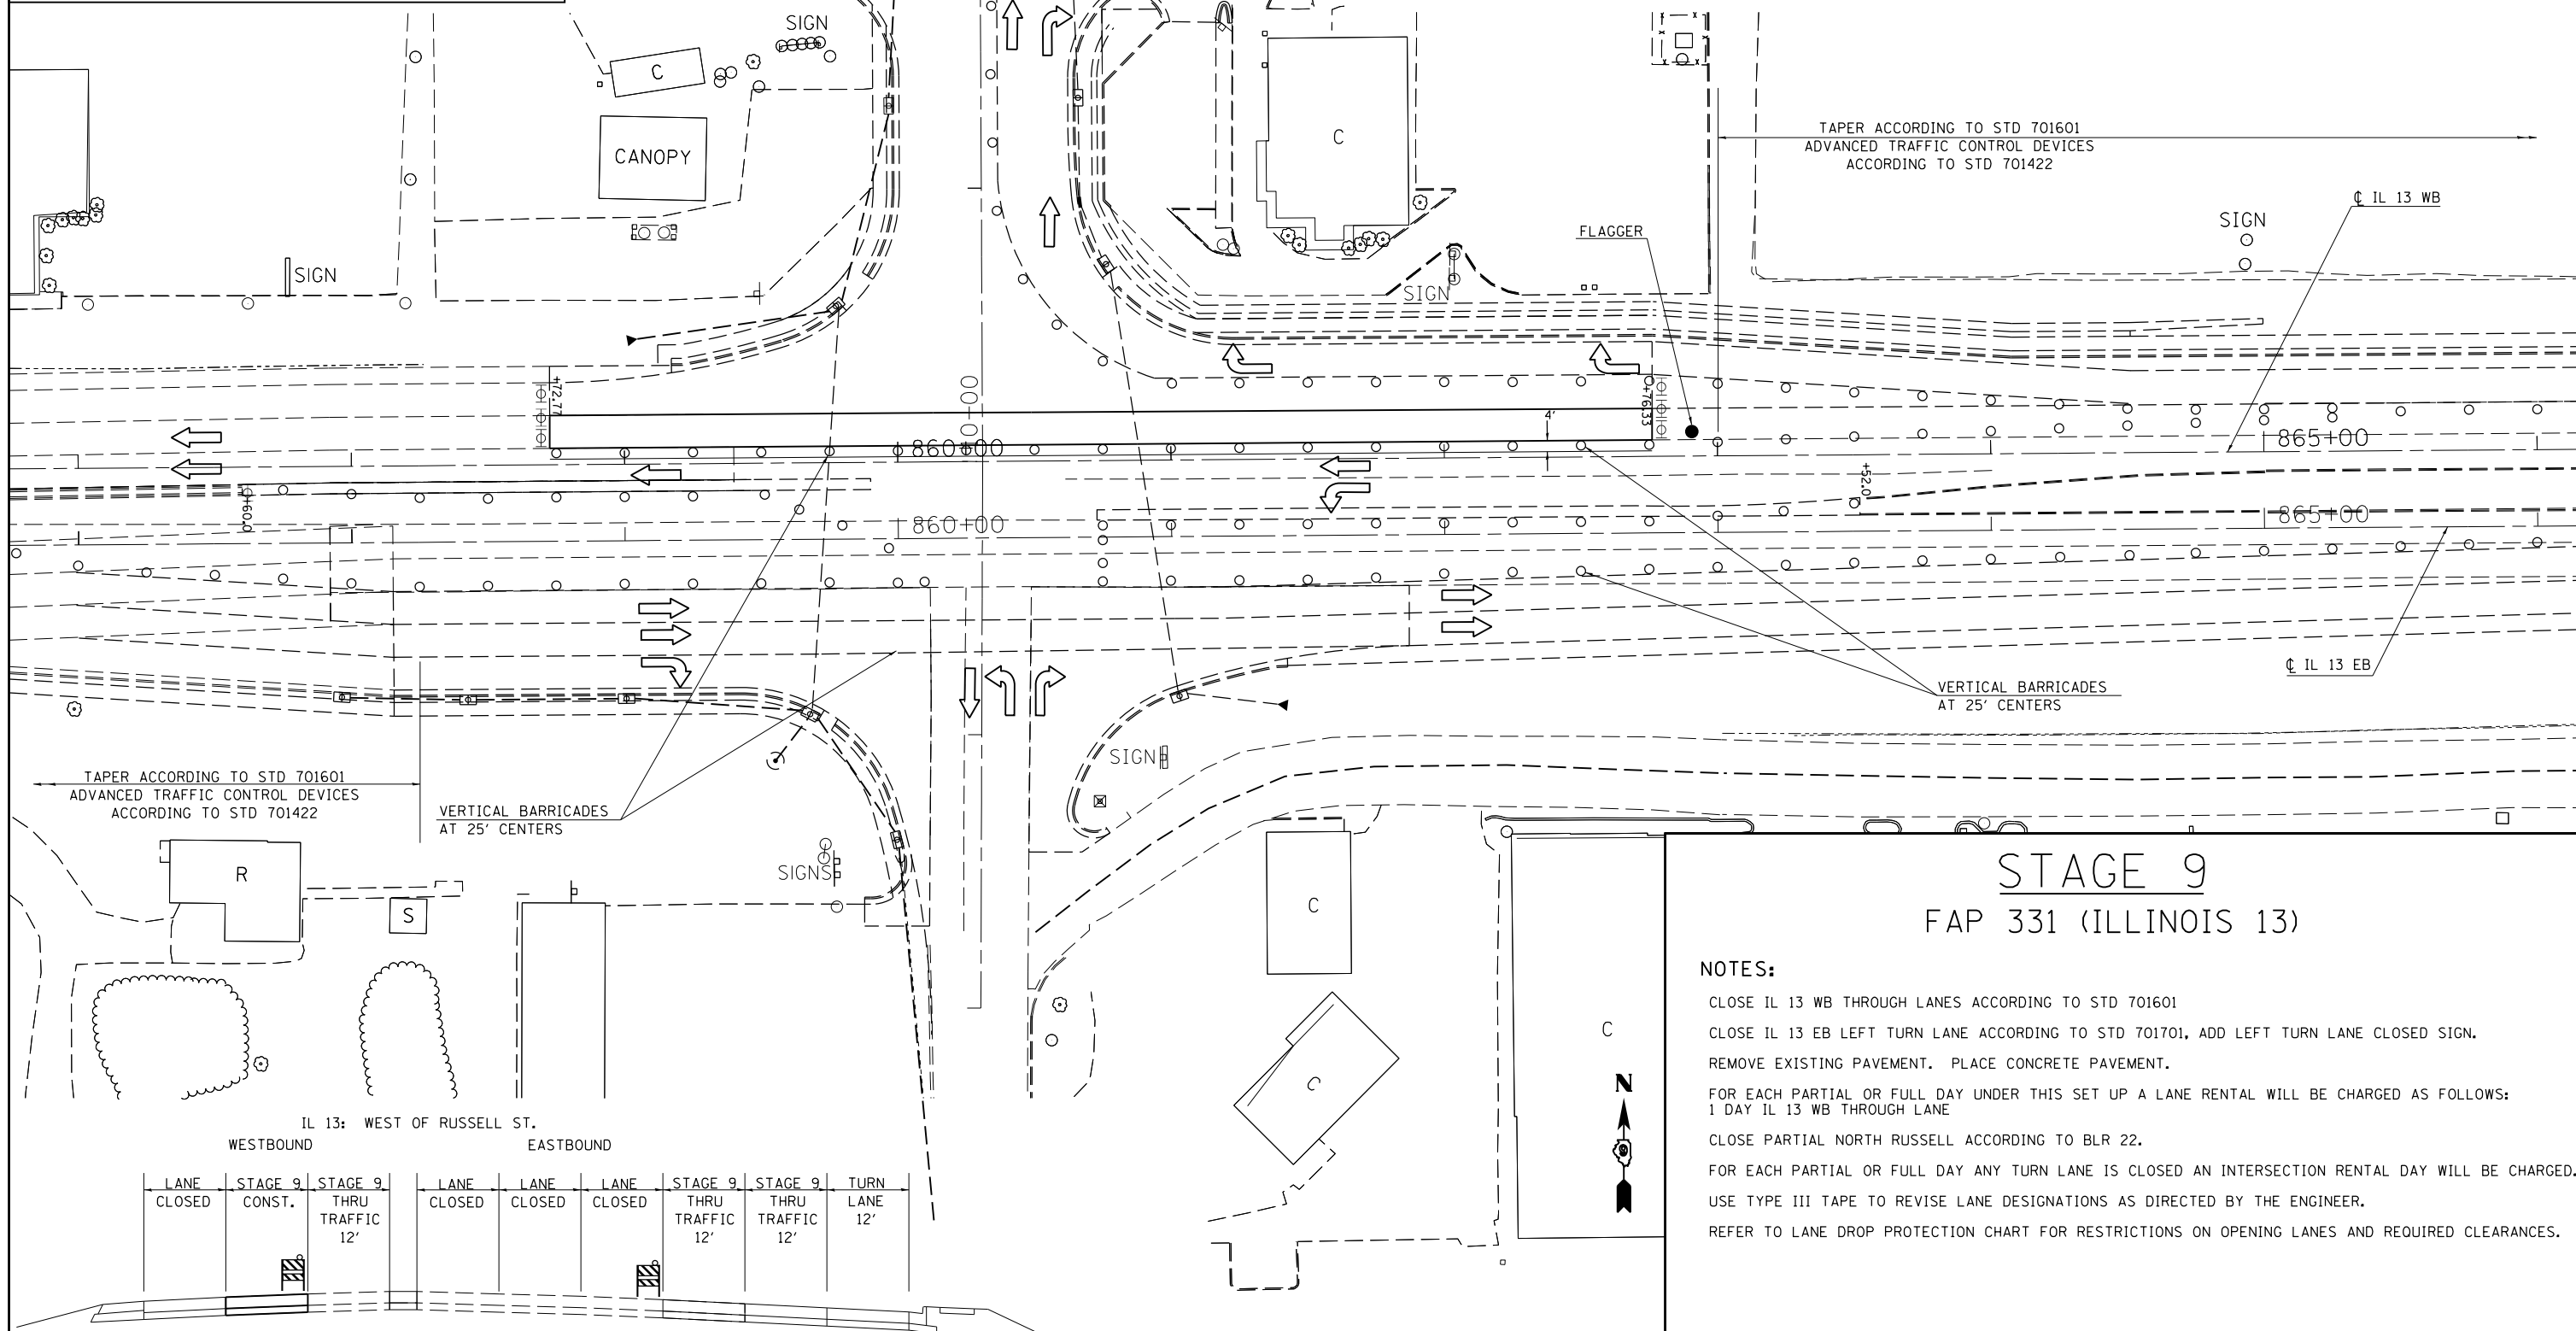 SIGN
C
CANOPY
SIGN
C
TAPER ACCORDING TO STD 701601
ADVANCED TRAFFIC CONTROL DEVICES
ACCORDING TO STD 701422
℄ IL 13 WB
SIGN
FLAGGER
SIGN
+72.77
0+00
+76.33
4'
860+00
865+00
+60.0
+52.0
860+00
865+00
℄ IL 13 EB
VERTICAL BARRICADES
AT 25' CENTERS
SIGN
TAPER ACCORDING TO STD 701601
ADVANCED TRAFFIC CONTROL DEVICES
ACCORDING TO STD 701422
VERTICAL BARRICADES
AT 25' CENTERS
R
S
SIGNS
C
C
C
N
IL 13: WEST OF RUSSELL ST.
WESTBOUND
EASTBOUND
LANE
CLOSED
STAGE 9
CONST.
STAGE 9
THRU
TRAFFIC
12'
LANE
CLOSED
LANE
CLOSED
LANE
CLOSED
STAGE 9
THRU
TRAFFIC
12'
STAGE 9
THRU
TRAFFIC
12'
TURN
LANE
12'
STAGE 9
FAP 331 (ILLINOIS 13)
NOTES:
CLOSE IL 13 WB THROUGH LANES ACCORDING TO STD 701601
CLOSE IL 13 EB LEFT TURN LANE ACCORDING TO STD 701701, ADD LEFT TURN LANE CLOSED SIGN.
REMOVE EXISTING PAVEMENT. PLACE CONCRETE PAVEMENT.
FOR EACH PARTIAL OR FULL DAY UNDER THIS SET UP A LANE RENTAL WILL BE CHARGED AS FOLLOWS:
1 DAY IL 13 WB THROUGH LANE
CLOSE PARTIAL NORTH RUSSELL ACCORDING TO BLR 22.
FOR EACH PARTIAL OR FULL DAY ANY TURN LANE IS CLOSED AN INTERSECTION RENTAL DAY WILL BE CHARGED.
USE TYPE III TAPE TO REVISE LANE DESIGNATIONS AS DIRECTED BY THE ENGINEER.
REFER TO LANE DROP PROTECTION CHART FOR RESTRICTIONS ON OPENING LANES AND REQUIRED CLEARANCES.